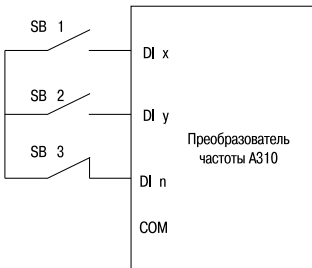 SB 1
DI x
SB 2
DI y
Преобразователь
частоты А310
SB 3
DI n
COM